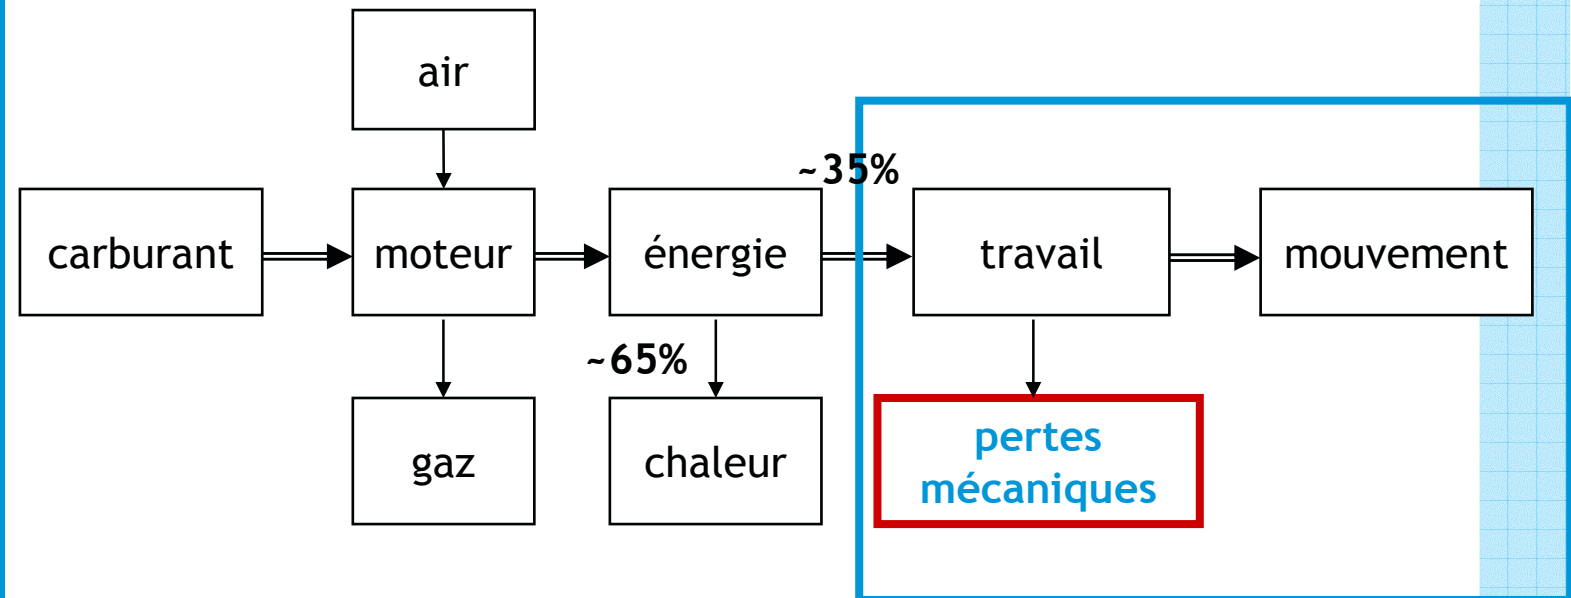 air
~35%
carburant
moteur
énergie
travail
mouvement
~65%
gaz
chaleur
pertes
mécaniques